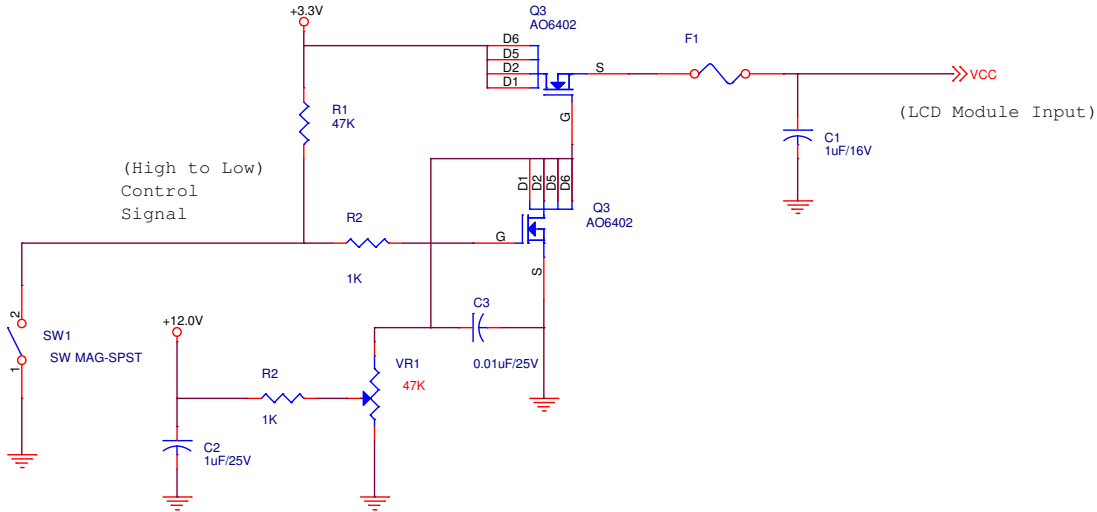 +3.3V
Q3
AO6402
D6
D5
D2
D1
S
G
F1
VCC
(LCD Module Input)
R1
47K
C1
1uF/16V
(High to Low)
Control
Signal
D1
D2
D5
D6
Q3
AO6402
R2
1K
G
S
2
1
SW1
SW MAG-SPST
+12.0V
C3
0.01uF/25V
R2
1K
VR1
47K
C2
1uF/25V